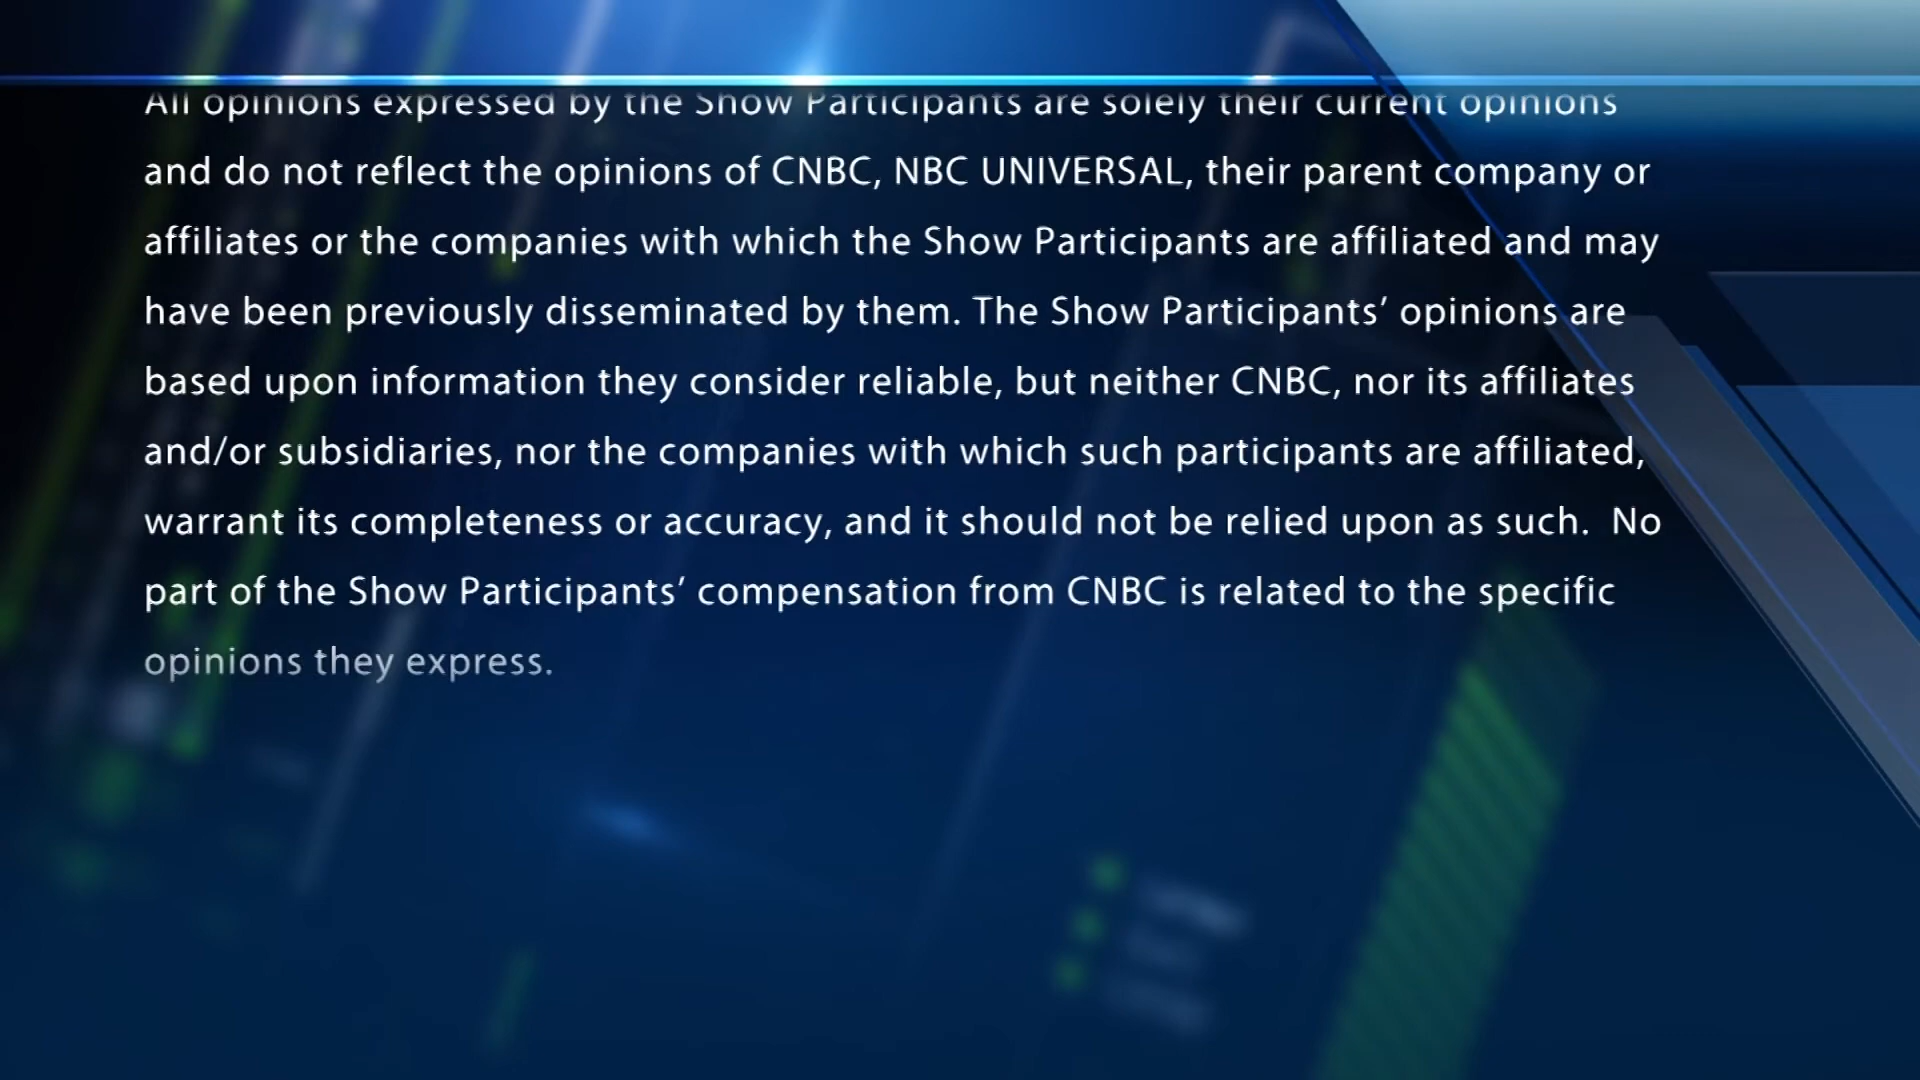 All opinions expressed by the Show Participants are solely their current opinions
and do not reflect the opinions of CNBC, NBC UNIVERSAL, their parent company or
affiliates or the companies with which the Show Participants are affiliated and may
have been previously disseminated by them. The Show Participants’ opinions are
based upon information they consider reliable, but neither CNBC, nor its affiliates
and/or subsidiaries, nor the companies with which such participants are affiliated,
warrant its completeness or accuracy, and it should not be relied upon as such.  No
part of the Show Participants’ compensation from CNBC is related to the specific
opinions they express.